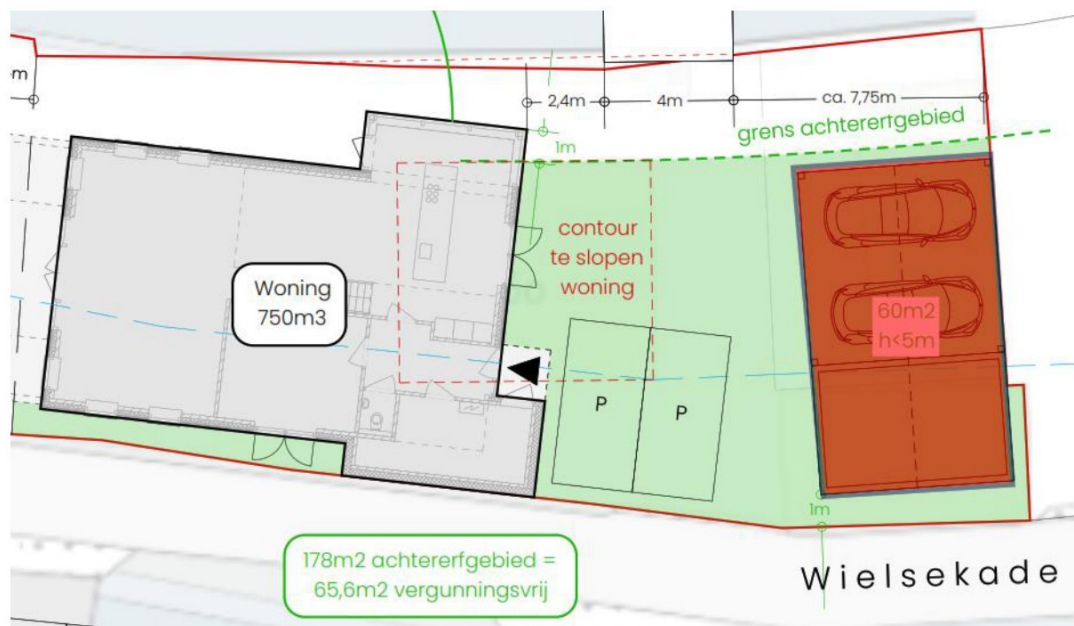 2,4m
4m
ca. 7,75m
grens achterertgebied
1m
contour
te slopen
woning
Woning
750m3
60m2
h<5m
P
P
1m
178m2 achtererfgebied =
65,6m2 vergunningsvrij
Wielsekade